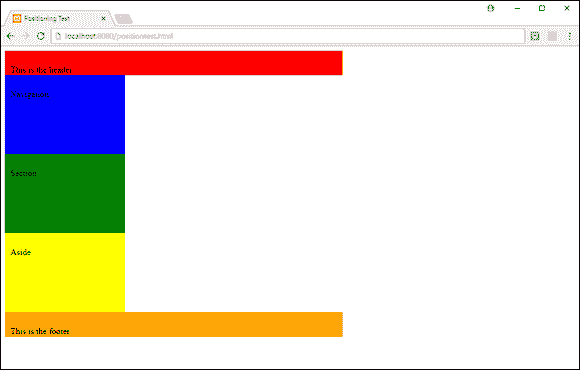 Positioning Test
localhost:8080/positiontest.html
This is the header
Navigation
Section
Aside
This is the footer